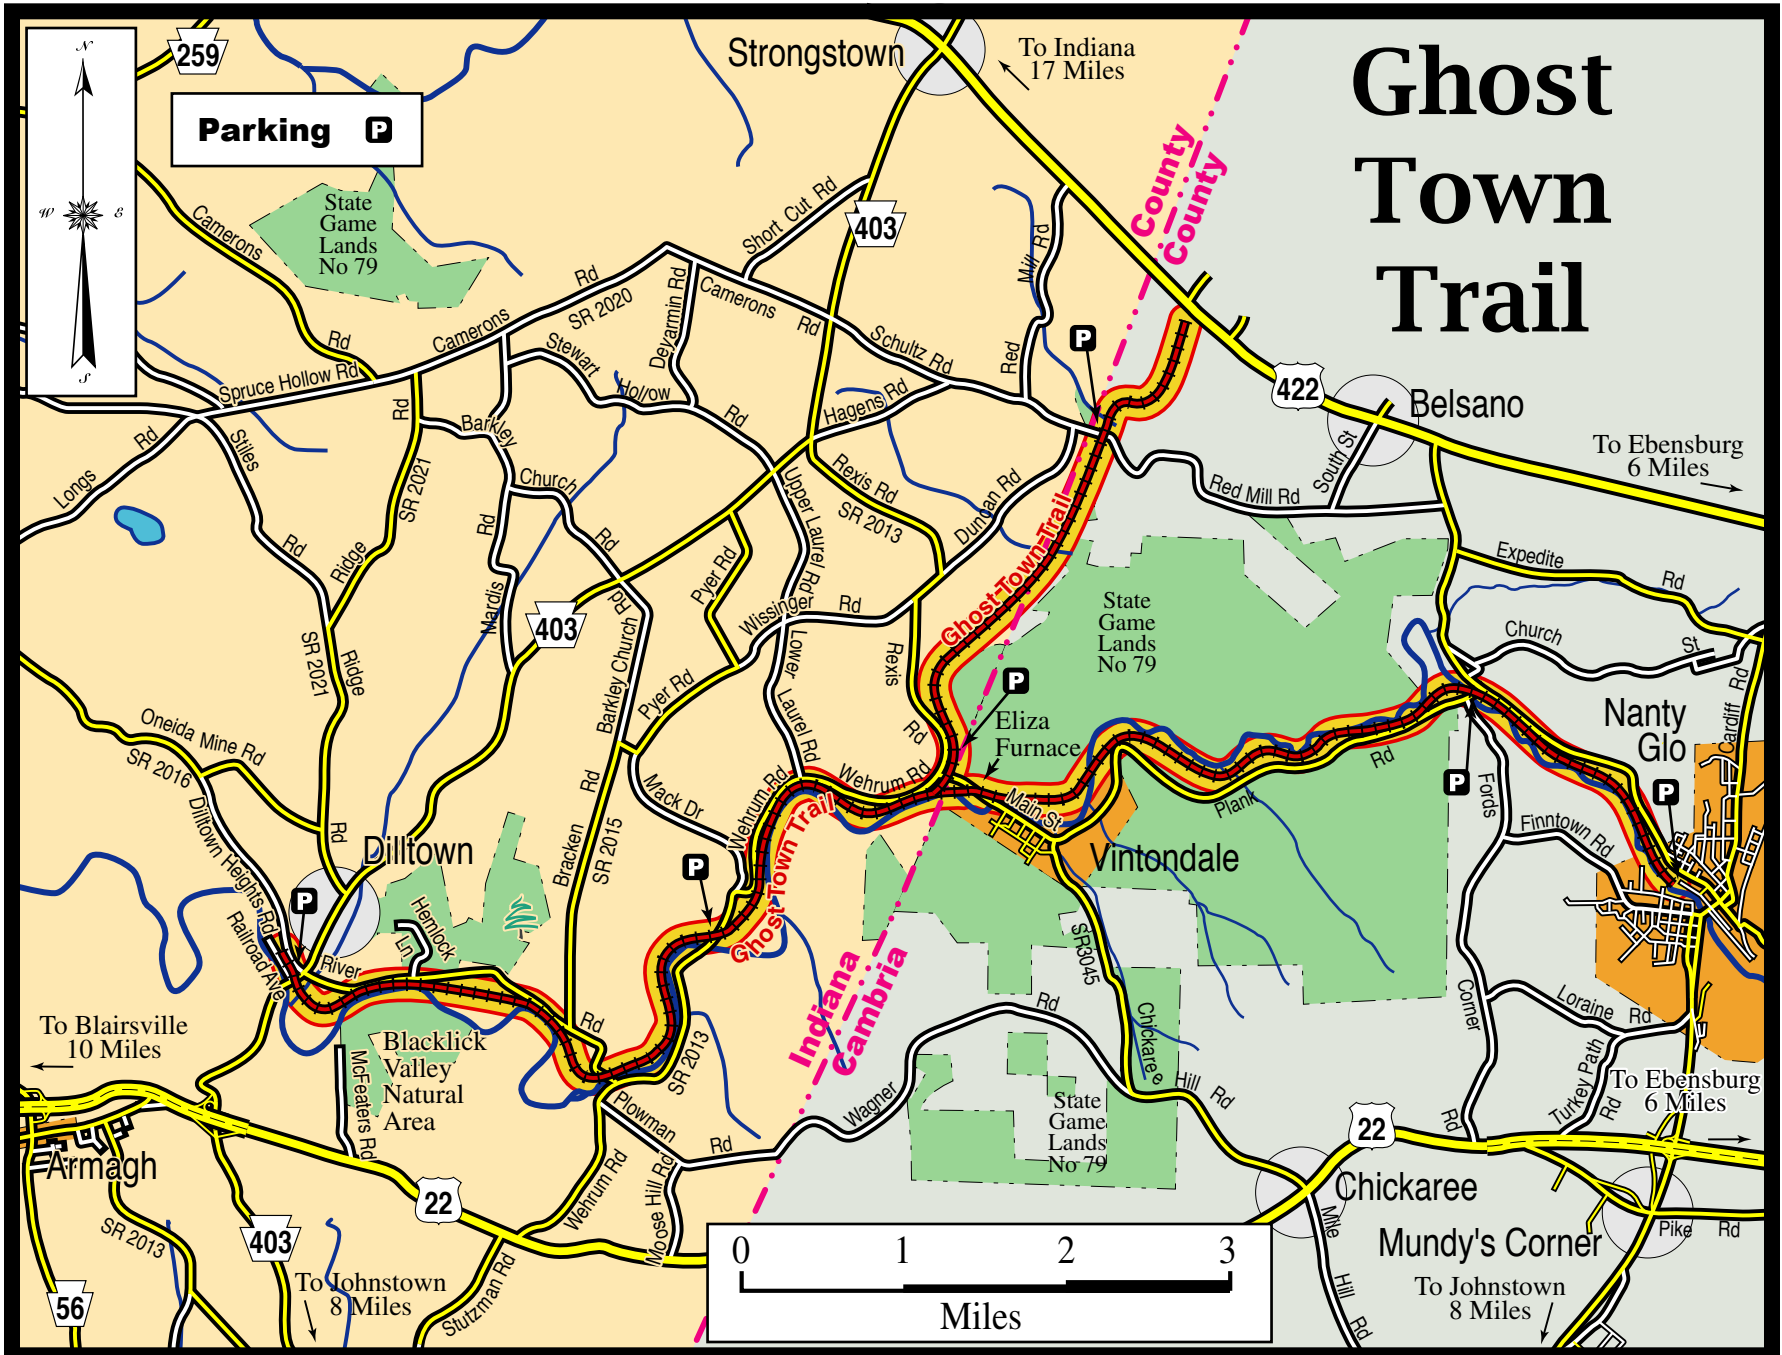 Ghost
Town
Trail
N
W
E
S
259
Parking P
Strongstown
To Indiana
17 Miles
County
County
State
Game
Lands
No 79
Camerons
Rd
Short Cut Rd
403
Mill Rd
Red
Camerons
Rd
SR 2020
Deyarmin Rd
Camerons
Rd
Schultz Rd
P
422
Belsano
To Ebensburg
6 Miles
Spruce Hollow Rd
Stewart
Hollow
Rd
Hagens Rd
South St
Red Mill Rd
Longs
Rd
Stiles
Rd
Rd
SR 2021
Ridge
Barkley
Church
Rd
Rd
Mardis
Rexis Rd
SR 2013
Duncan Rd
Upper Laurel Rd
Pyer Rd
Ghost-Town-Trail
Expedite
Rd
State
Game
Lands
No 79
Church
St
Wissinger
Rd
403
Rd
Barkley Church
SR 2021
Ridge
Lower
Laurel Rd
Rexis
Rd
Pyer Rd
P
Eliza
Furnace
Nanty
Glo
Cardiff
Rd
Oneida Mine Rd
SR 2016
Rd
Mack Dr
Rd
Bracken
SR 2015
Wehrum Rd
Wehrum Rd
Main St
Plank
Rd
P
Fords
P
Dilltown Heights Rd
Rd
Dilltown
Ghost Town Trail
Vintondale
Finntown Rd
P
P
Railroad Ave
River
Hemlock
Ln
SR3045
Corner
Indiana
Cambria
Rd
Chickaree
Loraine
Rd
To Blairsville
10 Miles
Blacklick
Valley
Natural
Area
McFeaters Rd
Rd
SR 2013
Wagner
Hill
Rd
State
Game
Lands
No 79
Turkey Path
Rd
Rd
To Ebensburg
6 Miles
Plowman
Rd
22
Armagh
22
Chickaree
SR 2013
403
Wehrum Rd
Moose Hill Rd
Mile
Hill
Rd
Mundy's Corner
Pike
Rd
56
To Johnstown
8 Miles
Stutzman Rd
0 1 2 3
Miles
To Johnstown
8 Miles